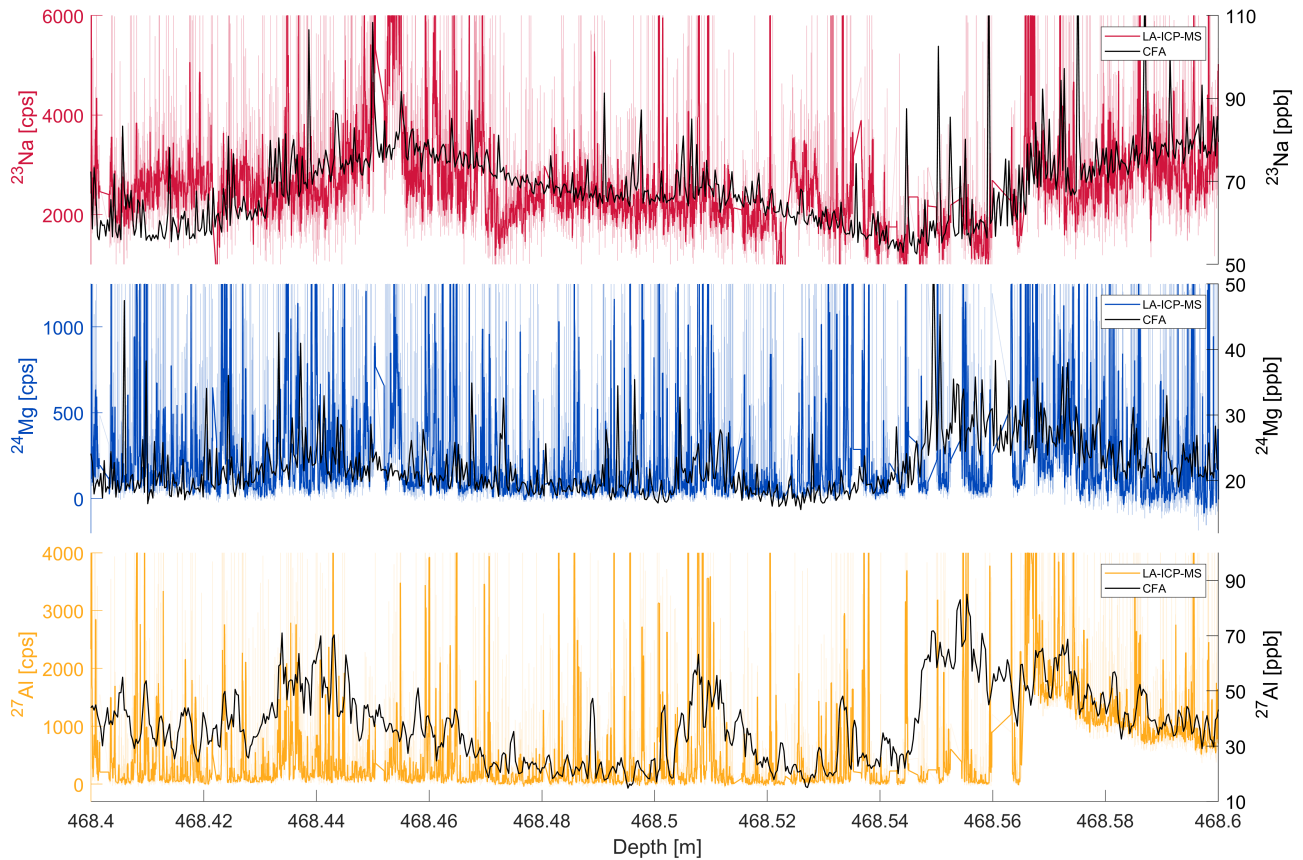 6000
4000
2000
²³Na [cps]
110
90
70
50
²³Na [ppb]
LA-ICP-MS
CFA
1000
500
0
²⁴Mg [cps]
50
40
30
20
²⁴Mg [ppb]
LA-ICP-MS
CFA
4000
3000
2000
1000
0
²⁷Al [cps]
90
70
50
30
10
²⁷Al [ppb]
LA-ICP-MS
CFA
468.4 468.42 468.44 468.46 468.48 468.5 468.52 468.54 468.56 468.58 468.6
Depth [m]